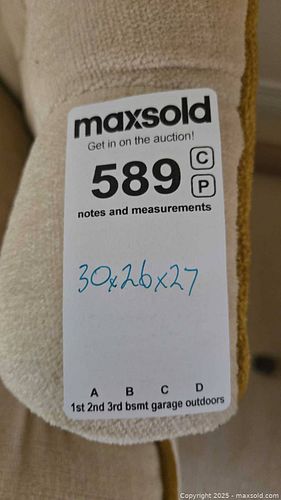 maxsold
Get in on the auction!
589 C
P
notes and measurements
30x26x27
A B C D
1st 2nd 3rd bsmt garage outdoors
Copyright 2025 - maxsold.com